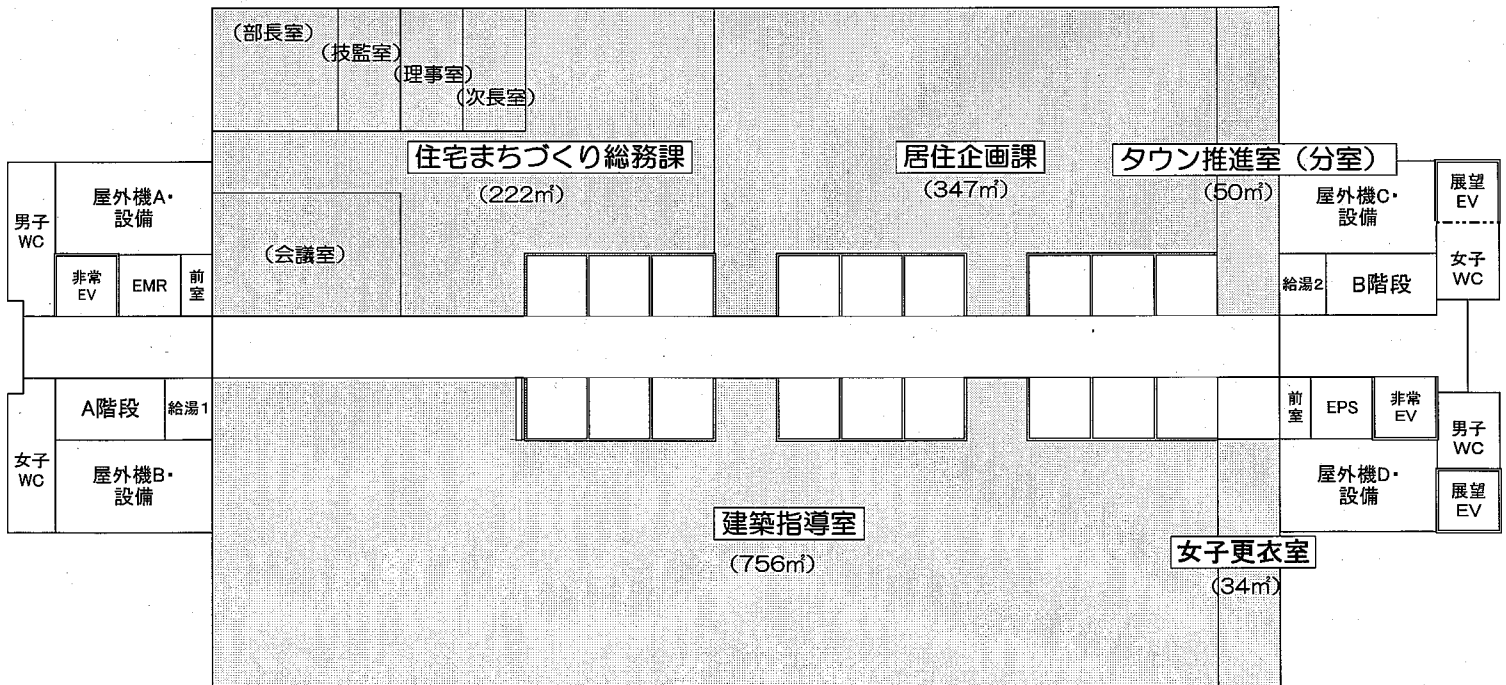 (部長室)
(技監室)
(理事室)
(次長室)
住宅まちづくり総務課
(222㎡)
居住企画課
(347㎡)
タウン推進室(分室)
(50㎡)
(会議室)
男子
WC
屋外機A・
設備
非常
EV
EMR
前
室
屋外機C・
設備
展望
EV
女子
WC
給湯2
B階段
A階段
給湯1
女子
WC
屋外機B・
設備
前
室
EPS
非常
EV
男子
WC
屋外機D・
設備
展望
EV
建築指導室
(756㎡)
女子更衣室
(34㎡)